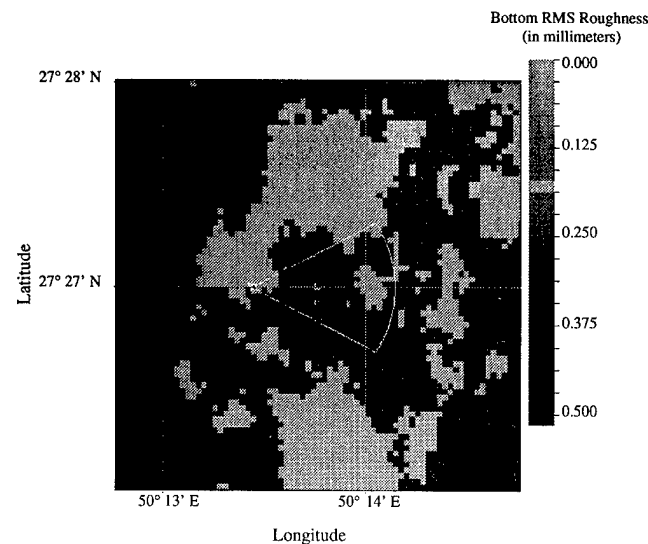 Bottom RMS Roughness
(in millimeters)
0.000
0.125
0.250
0.375
0.500
27° 28' N
27° 27' N
Latitude
50° 13' E
50° 14' E
Longitude